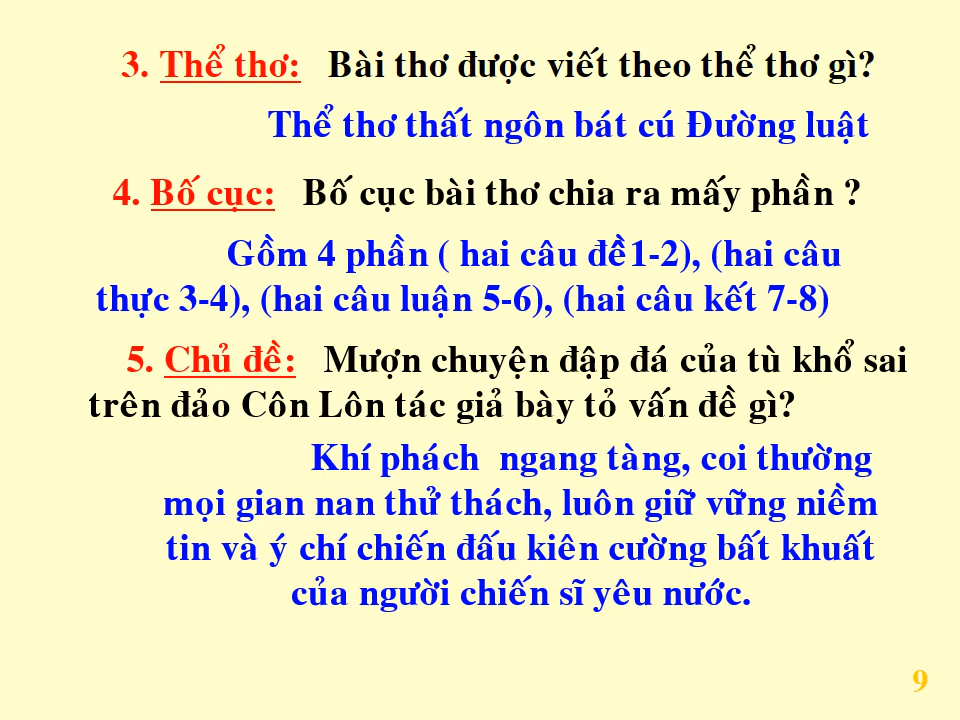 3. Thể thơ: Bài thơ được viết theo thể thơ gì?
Thể thơ thất ngôn bát cú Đường luật
4. Bố cục: Bố cục bài thơ chia ra mấy phần ?
Gồm 4 phần ( hai câu đề1-2), (hai câu
thực 3-4), (hai câu luận 5-6), (hai câu kết 7-8)
5. Chủ đề: Mượn chuyện đập đá của tù khổ sai
trên đảo Côn Lôn tác giả bày tỏ vấn đề gì?
Khí phách ngang tàng, coi thường
mọi gian nan thử thách, luôn giữ vững niềm
tin và ý chí chiến đấu kiên cường bất khuất
của người chiến sĩ yêu nước.
9